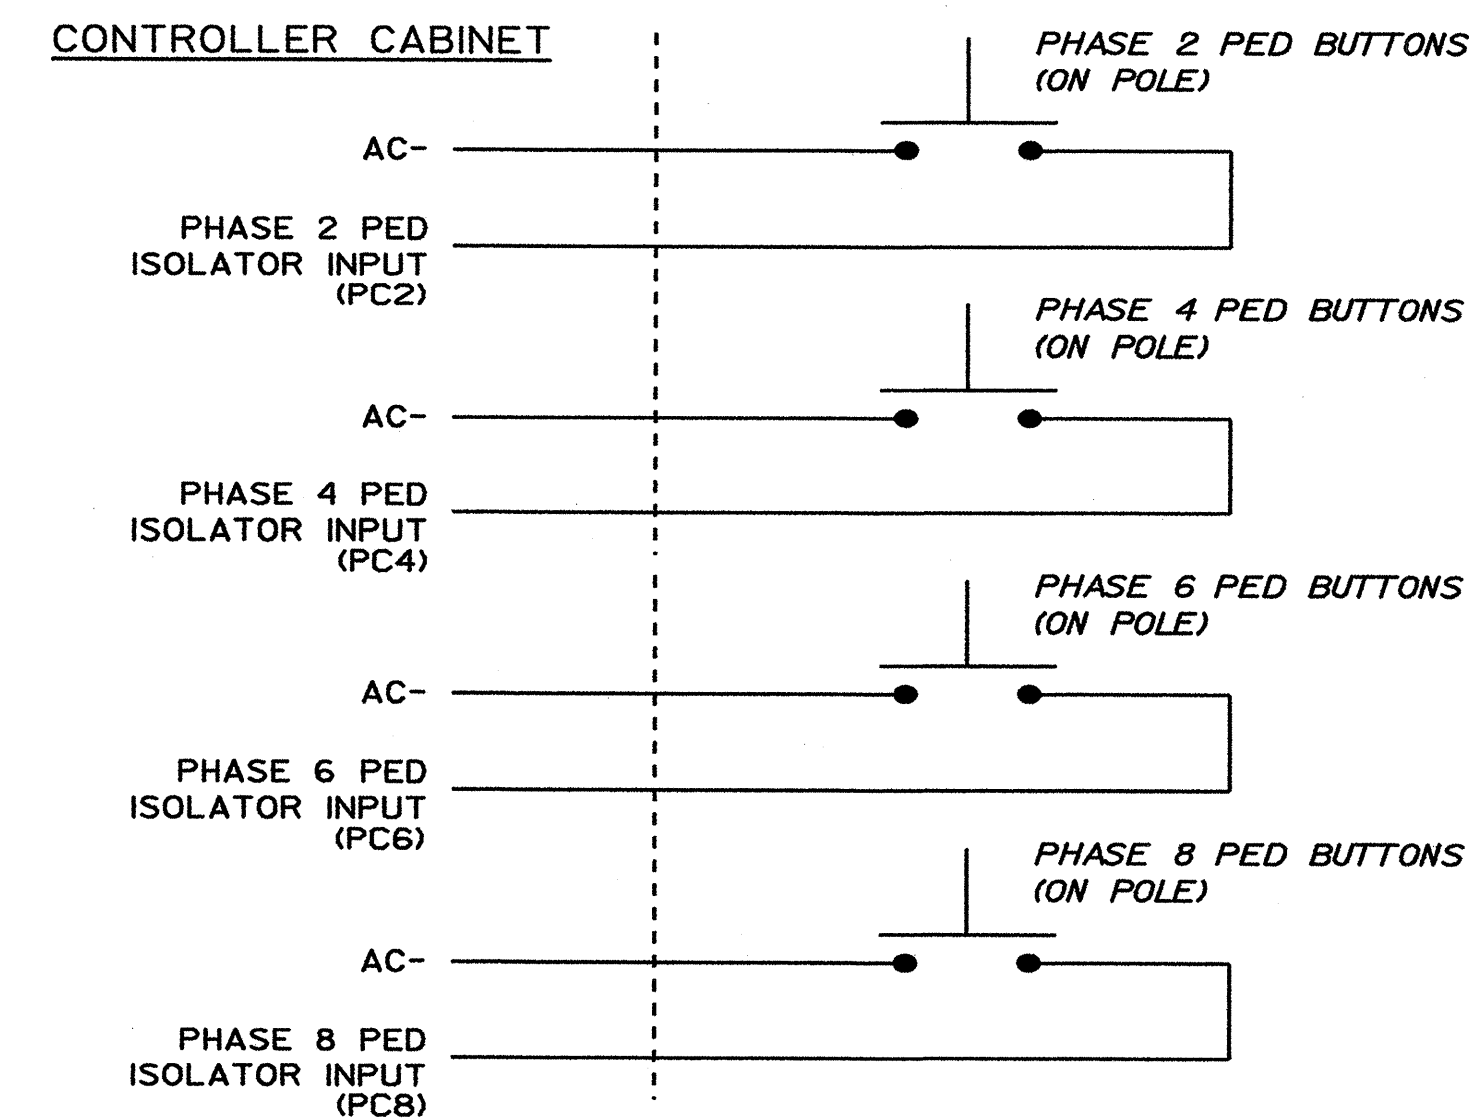 CONTROLLER CABINET
PHASE 2 PED BUTTONS
(ON POLE)
AC-
PHASE 2 PED
ISOLATOR INPUT
(PC2)
PHASE 4 PED BUTTONS
(ON POLE)
AC-
PHASE 4 PED
ISOLATOR INPUT
(PC4)
PHASE 6 PED BUTTONS
(ON POLE)
AC-
PHASE 6 PED
ISOLATOR INPUT
(PC6)
PHASE 8 PED BUTTONS
(ON POLE)
AC-
PHASE 8 PED
ISOLATOR INPUT
(PC8)